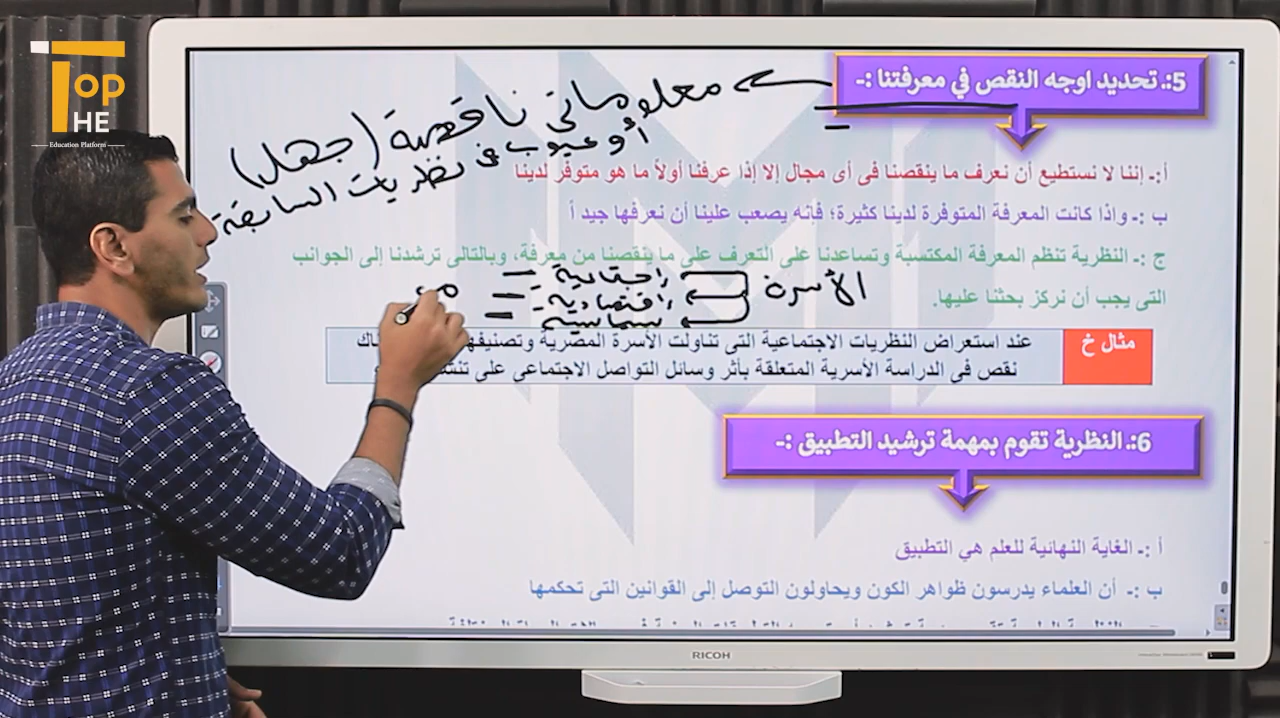 TOP
THE
Education Platform
5:. تحديد اوجه النقص في معرفتنا :-
معلوماتي ناقصة (جهل)
أو عيوب في نظريات السابقة
أ:ـ إننا لا نستطيع أن نعرف ما ينقصنا فى أى مجال إلا إذا عرفنا أولاً ما هو متوفر لدينا
ب :ـ واذا كانت المعرفة المتوفرة لدينا كثيرة؛ فانه يصعب علينا أن نعرفها جيد أ
ج :ـ النظرية تنظم المعرفة المكتسبة وتساعدنا على التعرف على ما ينقصنا من معرفة، وبالتالى ترشدنا إلى الجوانب
التى يجب أن نركز بحثنا عليها.
الأسرة
اجتماعية
اقتصادية
سياسية
مثال خ
عند استعراض النظريات الاجتماعية التى تناولت الأسرة المصرية وتصنيفها
نقص فى الدراسة الأسرية المتعلقة بأثر وسائل التواصل الاجتماعى على
6:. النظرية تقوم بمهمة ترشيد التطبيق :-
أ :ـ الغاية النهائية للعلم هي التطبيق
ب :ـ أن العلماء يدرسون ظواهر الكون ويحاولون التوصل إلى القوانين التى تحكمها
RICOH